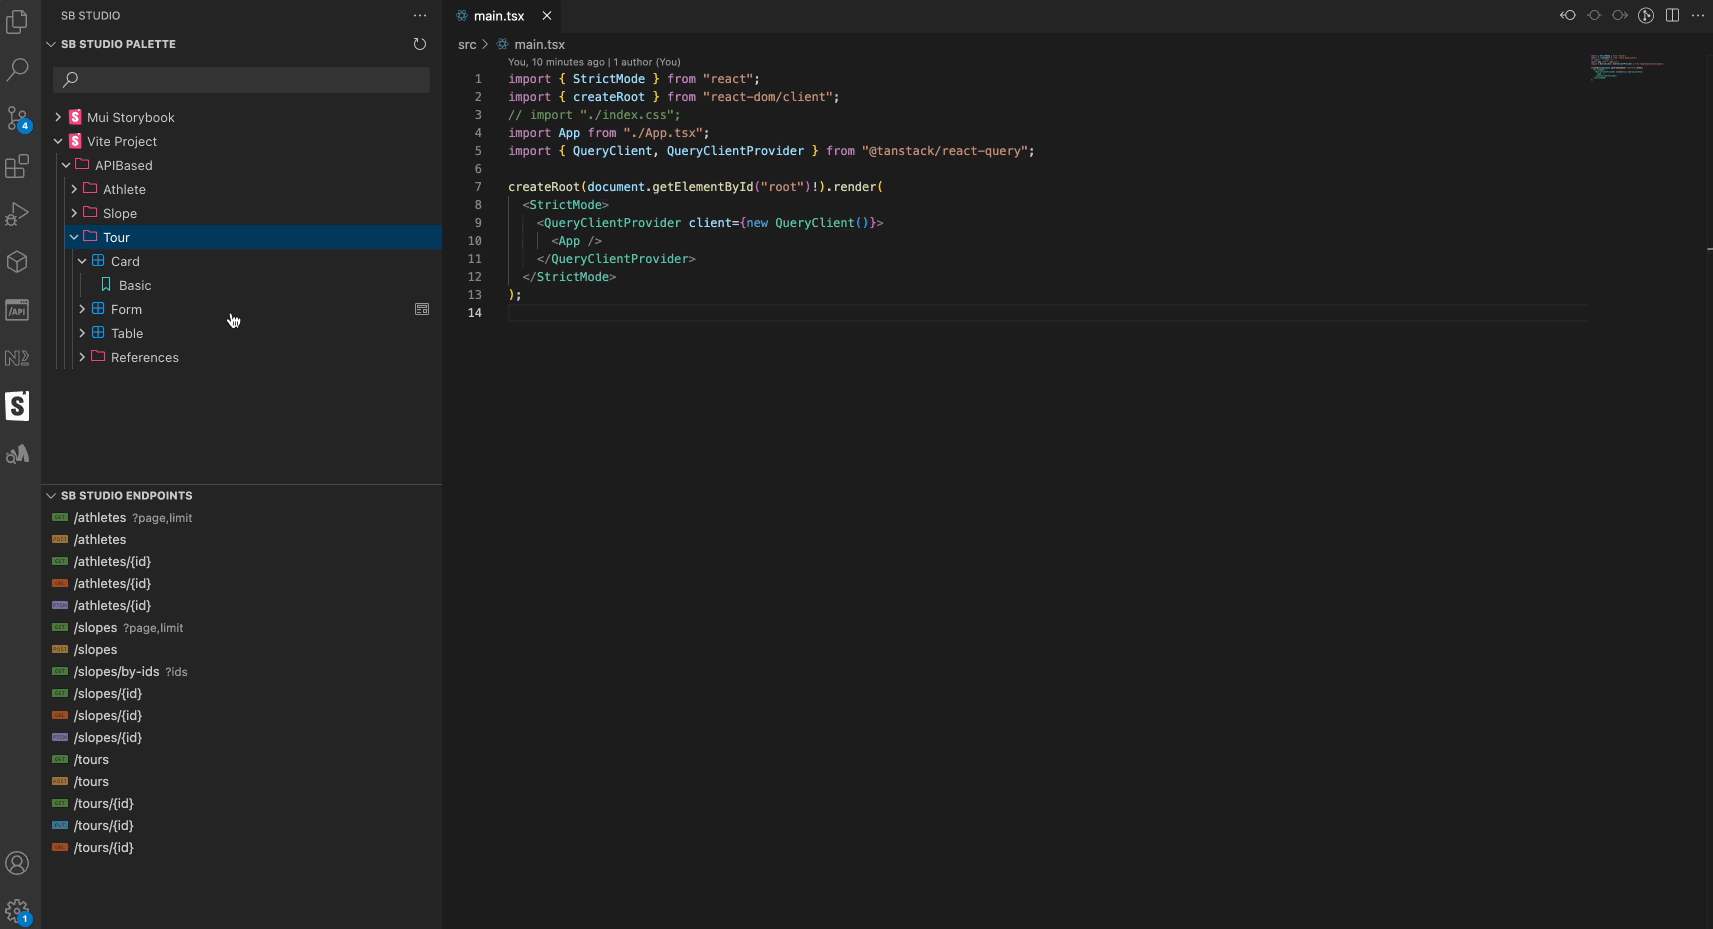 SB STUDIO
SB STUDIO PALETTE
Mui Storybook
Vite Project
APIBased
Athlete
Slope
Tour
Card
Basic
Form
Table
References
4
/API
S
1
SB STUDIO ENDPOINTS
GET /athletes ?page,limit
POST /athletes
GET /athletes/{id}
DEL /athletes/{id}
/athletes/{id}
GET /slopes ?page,limit
POST /slopes
GET /slopes/by-ids ?ids
GET /slopes/{id}
DEL /slopes/{id}
/slopes/{id}
GET /tours
POST /tours
GET /tours/{id}
PUT /tours/{id}
DEL /tours/{id}
main.tsx
src > main.tsx
You, 10 minutes ago | 1 author (You)
1 import { StrictMode } from "react";
2 import { createRoot } from "react-dom/client";
3 // import "./index.css";
4 import App from "./App.tsx";
5 import { QueryClient, QueryClientProvider } from "@tanstack/react-query";
6
7 createRoot(document.getElementById("root")!).render(
8 <StrictMode>
9 <QueryClientProvider client={new QueryClient()}>
10 <App />
11 </QueryClientProvider>
12 </StrictMode>
13 );
14